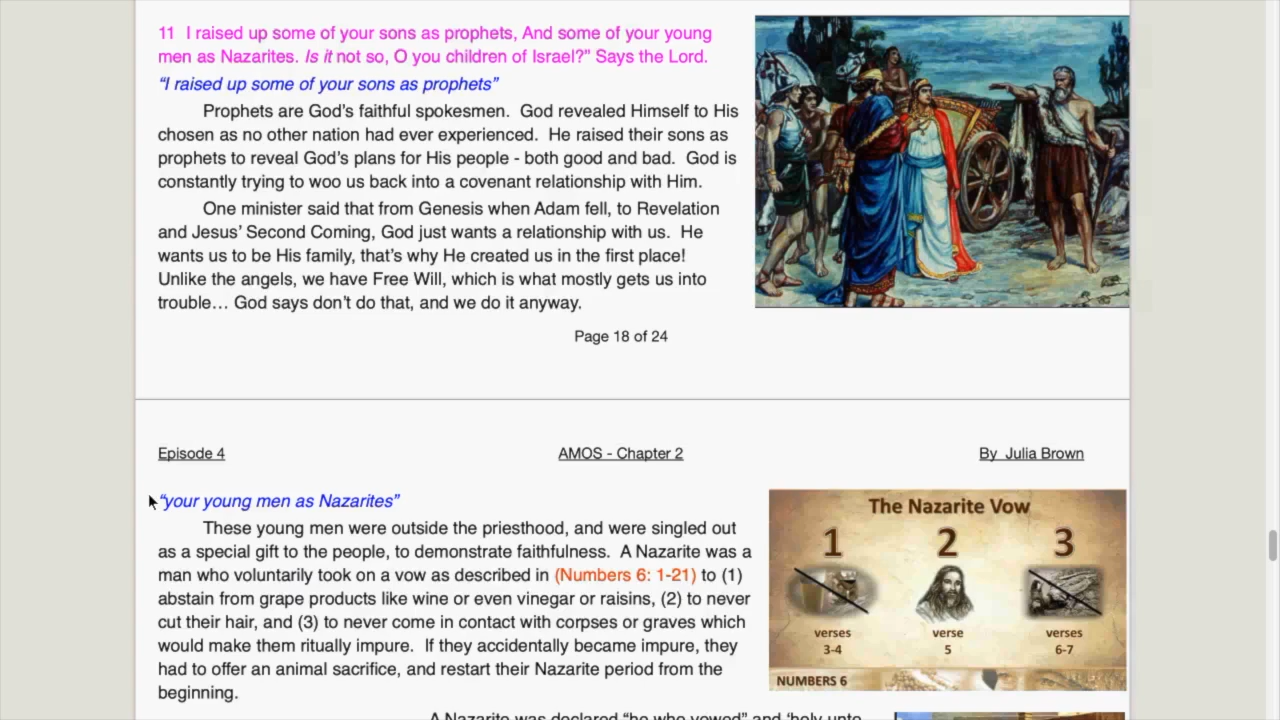 11  I raised up some of your sons as prophets, And some of your young
men as Nazarites. Is it not so, O you children of Israel?” Says the Lord.
“I raised up some of your sons as prophets”
Prophets are God’s faithful spokesmen.  God revealed Himself to His
chosen as no other nation had ever experienced.  He raised their sons as
prophets to reveal God’s plans for His people - both good and bad.  God is
constantly trying to woo us back into a covenant relationship with Him.
One minister said that from Genesis when Adam fell, to Revelation
and Jesus’ Second Coming, God just wants a relationship with us.  He
wants us to be His family, that’s why He created us in the first place!
Unlike the angels, we have Free Will, which is what mostly gets us into
trouble… God says don’t do that, and we do it anyway.
Page 18 of 24
Episode 4 AMOS - Chapter 2 By  Julia Brown
“your young men as Nazarites”
These young men were outside the priesthood, and were singled out
as a special gift to the people, to demonstrate faithfulness.  A Nazarite was a
man who voluntarily took on a vow as described in (Numbers 6: 1-21) to (1)
abstain from grape products like wine or even vinegar or raisins, (2) to never
cut their hair, and (3) to never come in contact with corpses or graves which
would make them ritually impure.  If they accidentally became impure, they
had to offer an animal sacrifice, and restart their Nazarite period from the
beginning.
The Nazarite Vow
1 2 3
verses verse verses
3-4 5 6-7
NUMBERS 6
A Nazarite was declared “he who vowed” and ‘holy unto